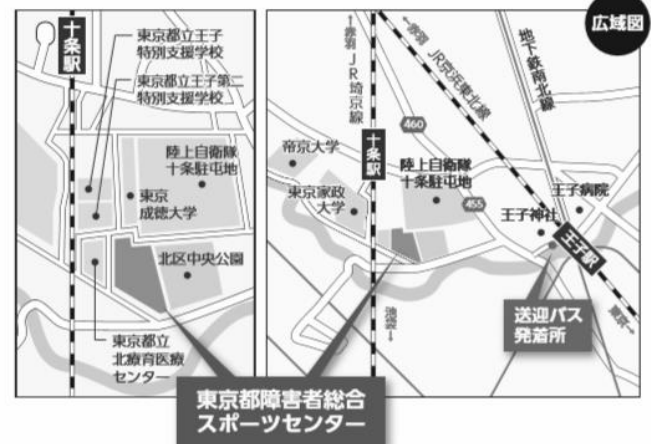 十条駅
東京都立王子
特別支援学校
東京都立王子第二
特別支援学校
陸上自衛隊
十条駐屯地
東京
成徳大学
北区中央公園
東京都立
北療育医療
センター
広域図
←赤羽
JR埼京線
←赤羽
JR京浜東北線
地下鉄南北線
460
帝京大学
十条駅
陸上自衛隊
十条駐屯地
東京家政
大学
455
王子病院
王子神社
王子駅
送迎バス
発着所
池袋→
東京→
東京都障害者総合
スポーツセンター